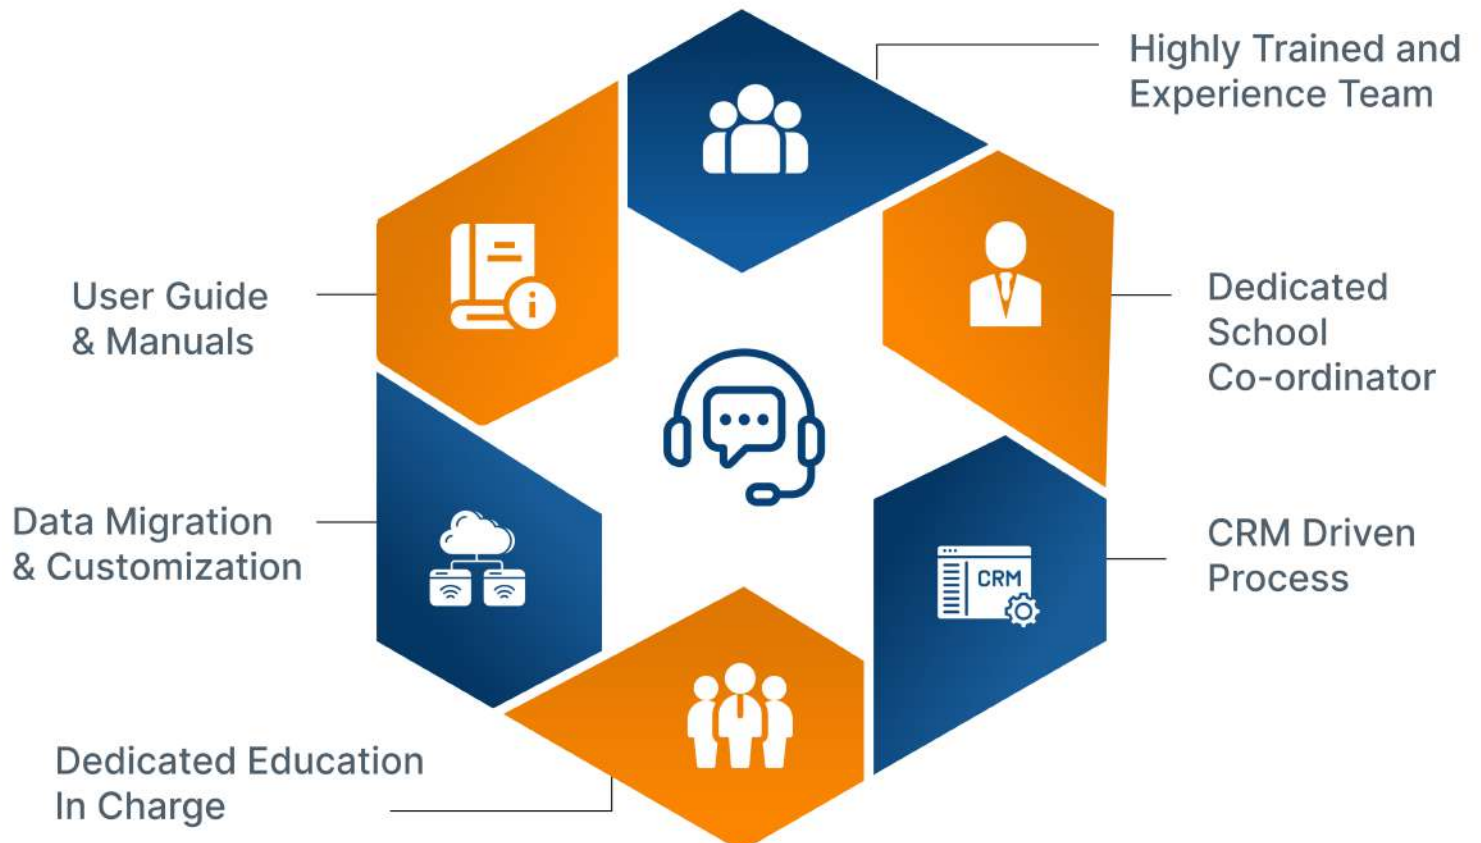 Highly Trained and
Experience Team
User Guide
& Manuals
Dedicated
School
Co-ordinator
Data Migration
& Customization
CRM
CRM Driven
Process
Dedicated Education
In Charge